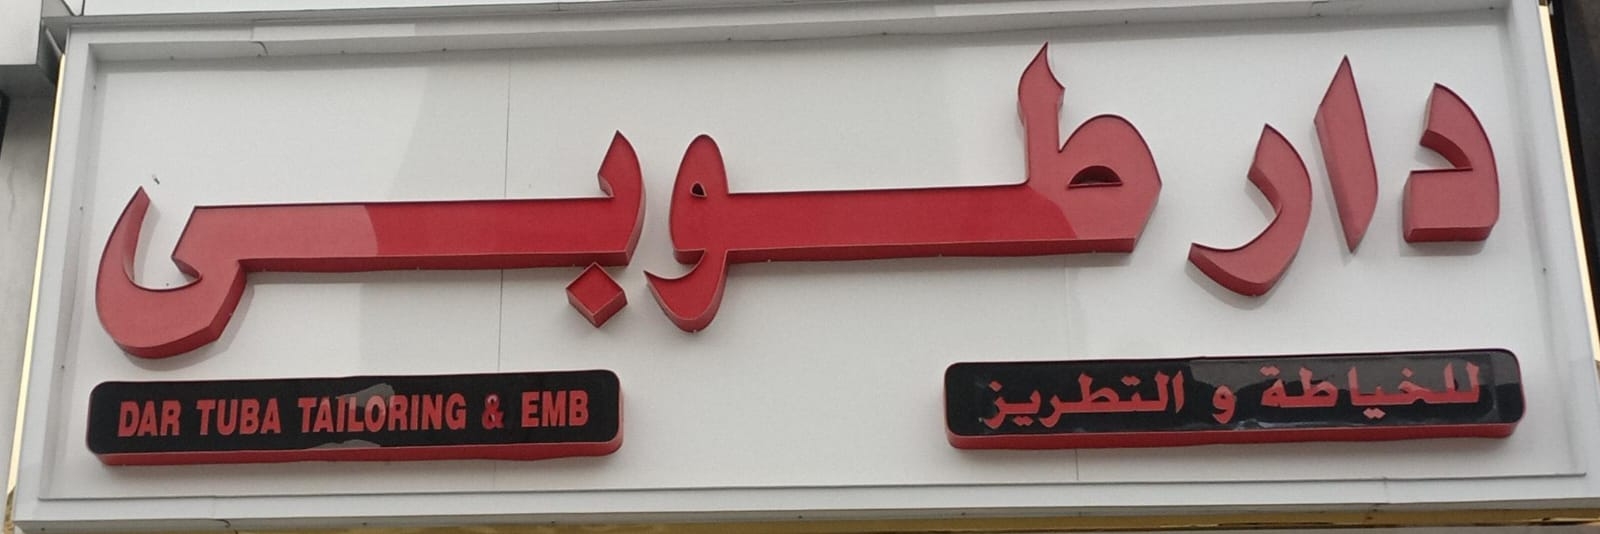 دار طوبى
للخياطة و التطريز
DAR TUBA TAILORING & EMB